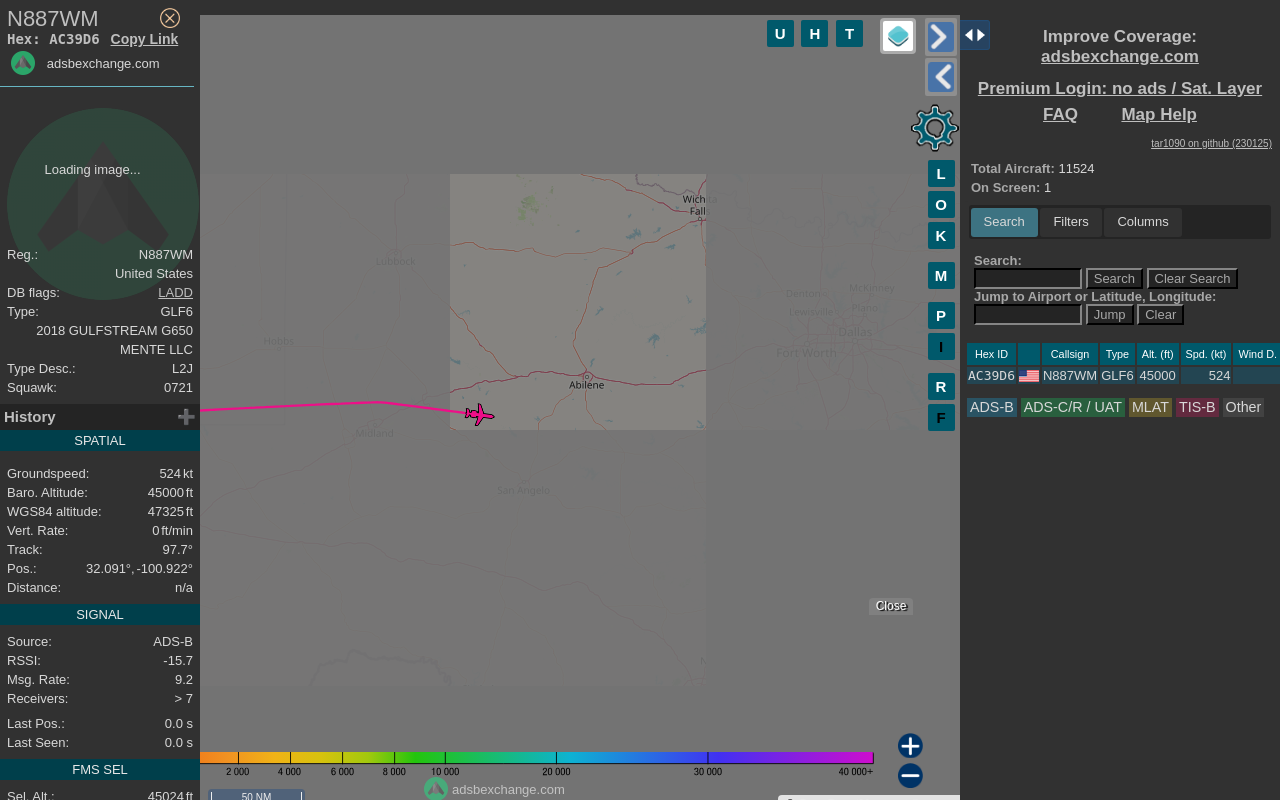 N887WM
Hex: AC39D6 Copy Link
adsbexchange.com
Loading image...
Reg.: N887WM
United States
DB flags: LADD
Type: GLF6
2018 GULFSTREAM G650
MENTE LLC
Type Desc.: L2J
Squawk: 0721
History
SPATIAL
Groundspeed: 524 kt
Baro. Altitude: 45000 ft
WGS84 altitude: 47325 ft
Vert. Rate: 0 ft/min
Track: 97.7°
Pos.: 32.091°, -100.922°
Distance: n/a
SIGNAL
Source: ADS-B
RSSI: -15.7
Msg. Rate: 9.2
Receivers: > 7
Last Pos.: 0.0 s
Last Seen: 0.0 s
FMS SEL
Sel. Alt.: 45024 ft
U H T
L
O
K
M
P
I
R
F
Lubbock
Hobbs
Midland
San Angelo
Abilene
Denton
McKinney
Lewisville
Plano
Dallas
Fort Worth
Close
2 000 4 000 6 000 8 000 10 000 20 000 30 000 40 000+
adsbexchange.com
50 NM
Improve Coverage:
adsbexchange.com
Premium Login: no ads / Sat. Layer
FAQ Map Help
tar1090 on github (230125)
Total Aircraft: 11524
On Screen: 1
Search Filters Columns
Search:
Search Clear Search
Jump to Airport or Latitude, Longitude:
Jump Clear
Hex ID Callsign Type Alt. (ft) Spd. (kt) Wind D.
AC39D6 N887WM GLF6 45000 524
ADS-B ADS-C/R / UAT MLAT TIS-B Other